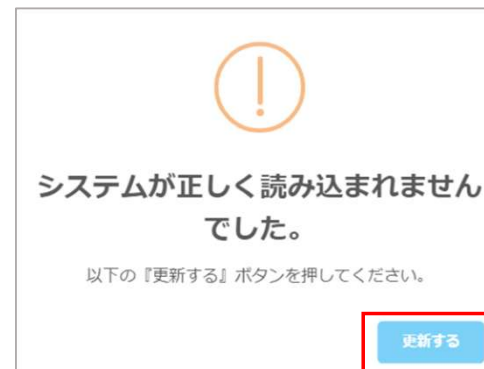 システムが正しく読み込まれません
でした。
以下の『更新する』ボタンを押してください。
更新する